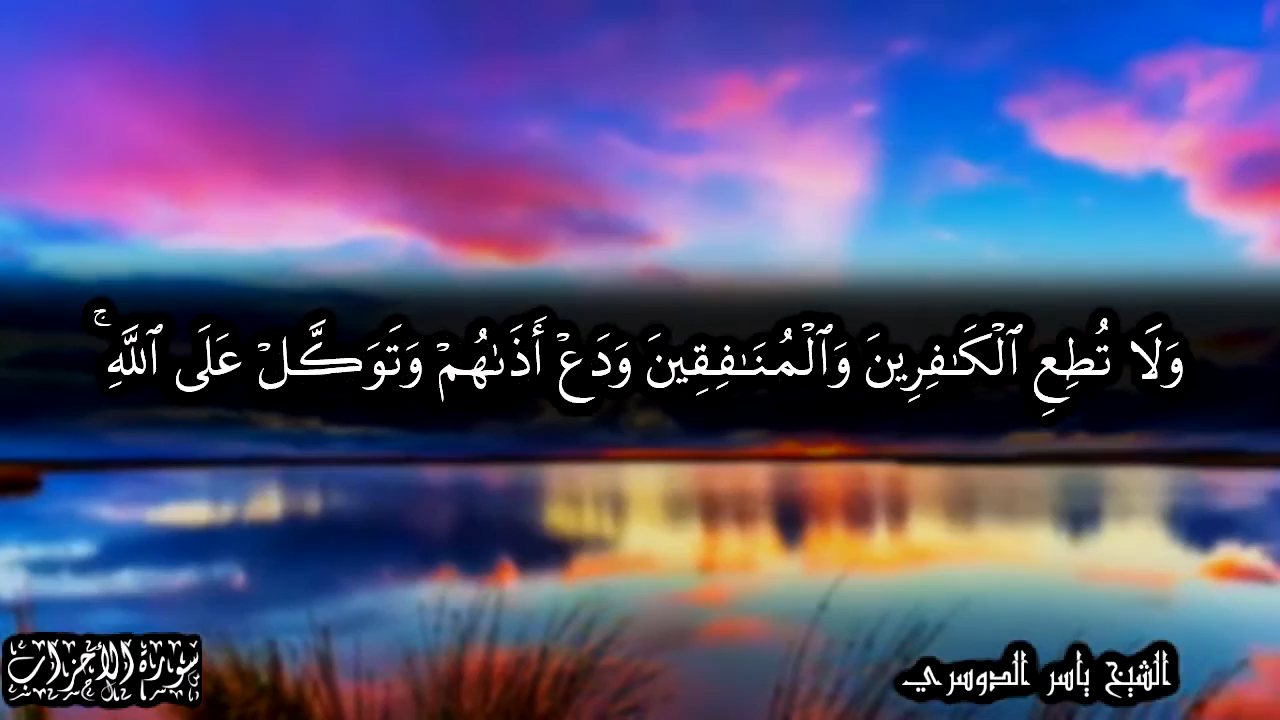 وَلَا تُطِعِ ٱلْكَـٰفِرِينَ وَٱلْمُنَـٰفِقِينَ وَدَعْ أَذَىٰهُمْ وَتَوَكَّلْ عَلَى ٱللَّهِ ۚ
سورة الأحزاب
الشيخ ياسر الدوسري